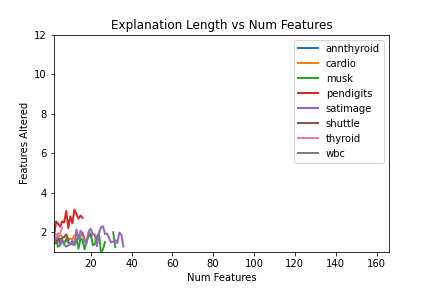 Explanation Length vs Num Features
12
10
8
6
4
2
Features Altered
annthyroid
cardio
musk
pendigits
satimage
shuttle
thyroid
wbc
20 40 60 80 100 120 140 160
Num Features